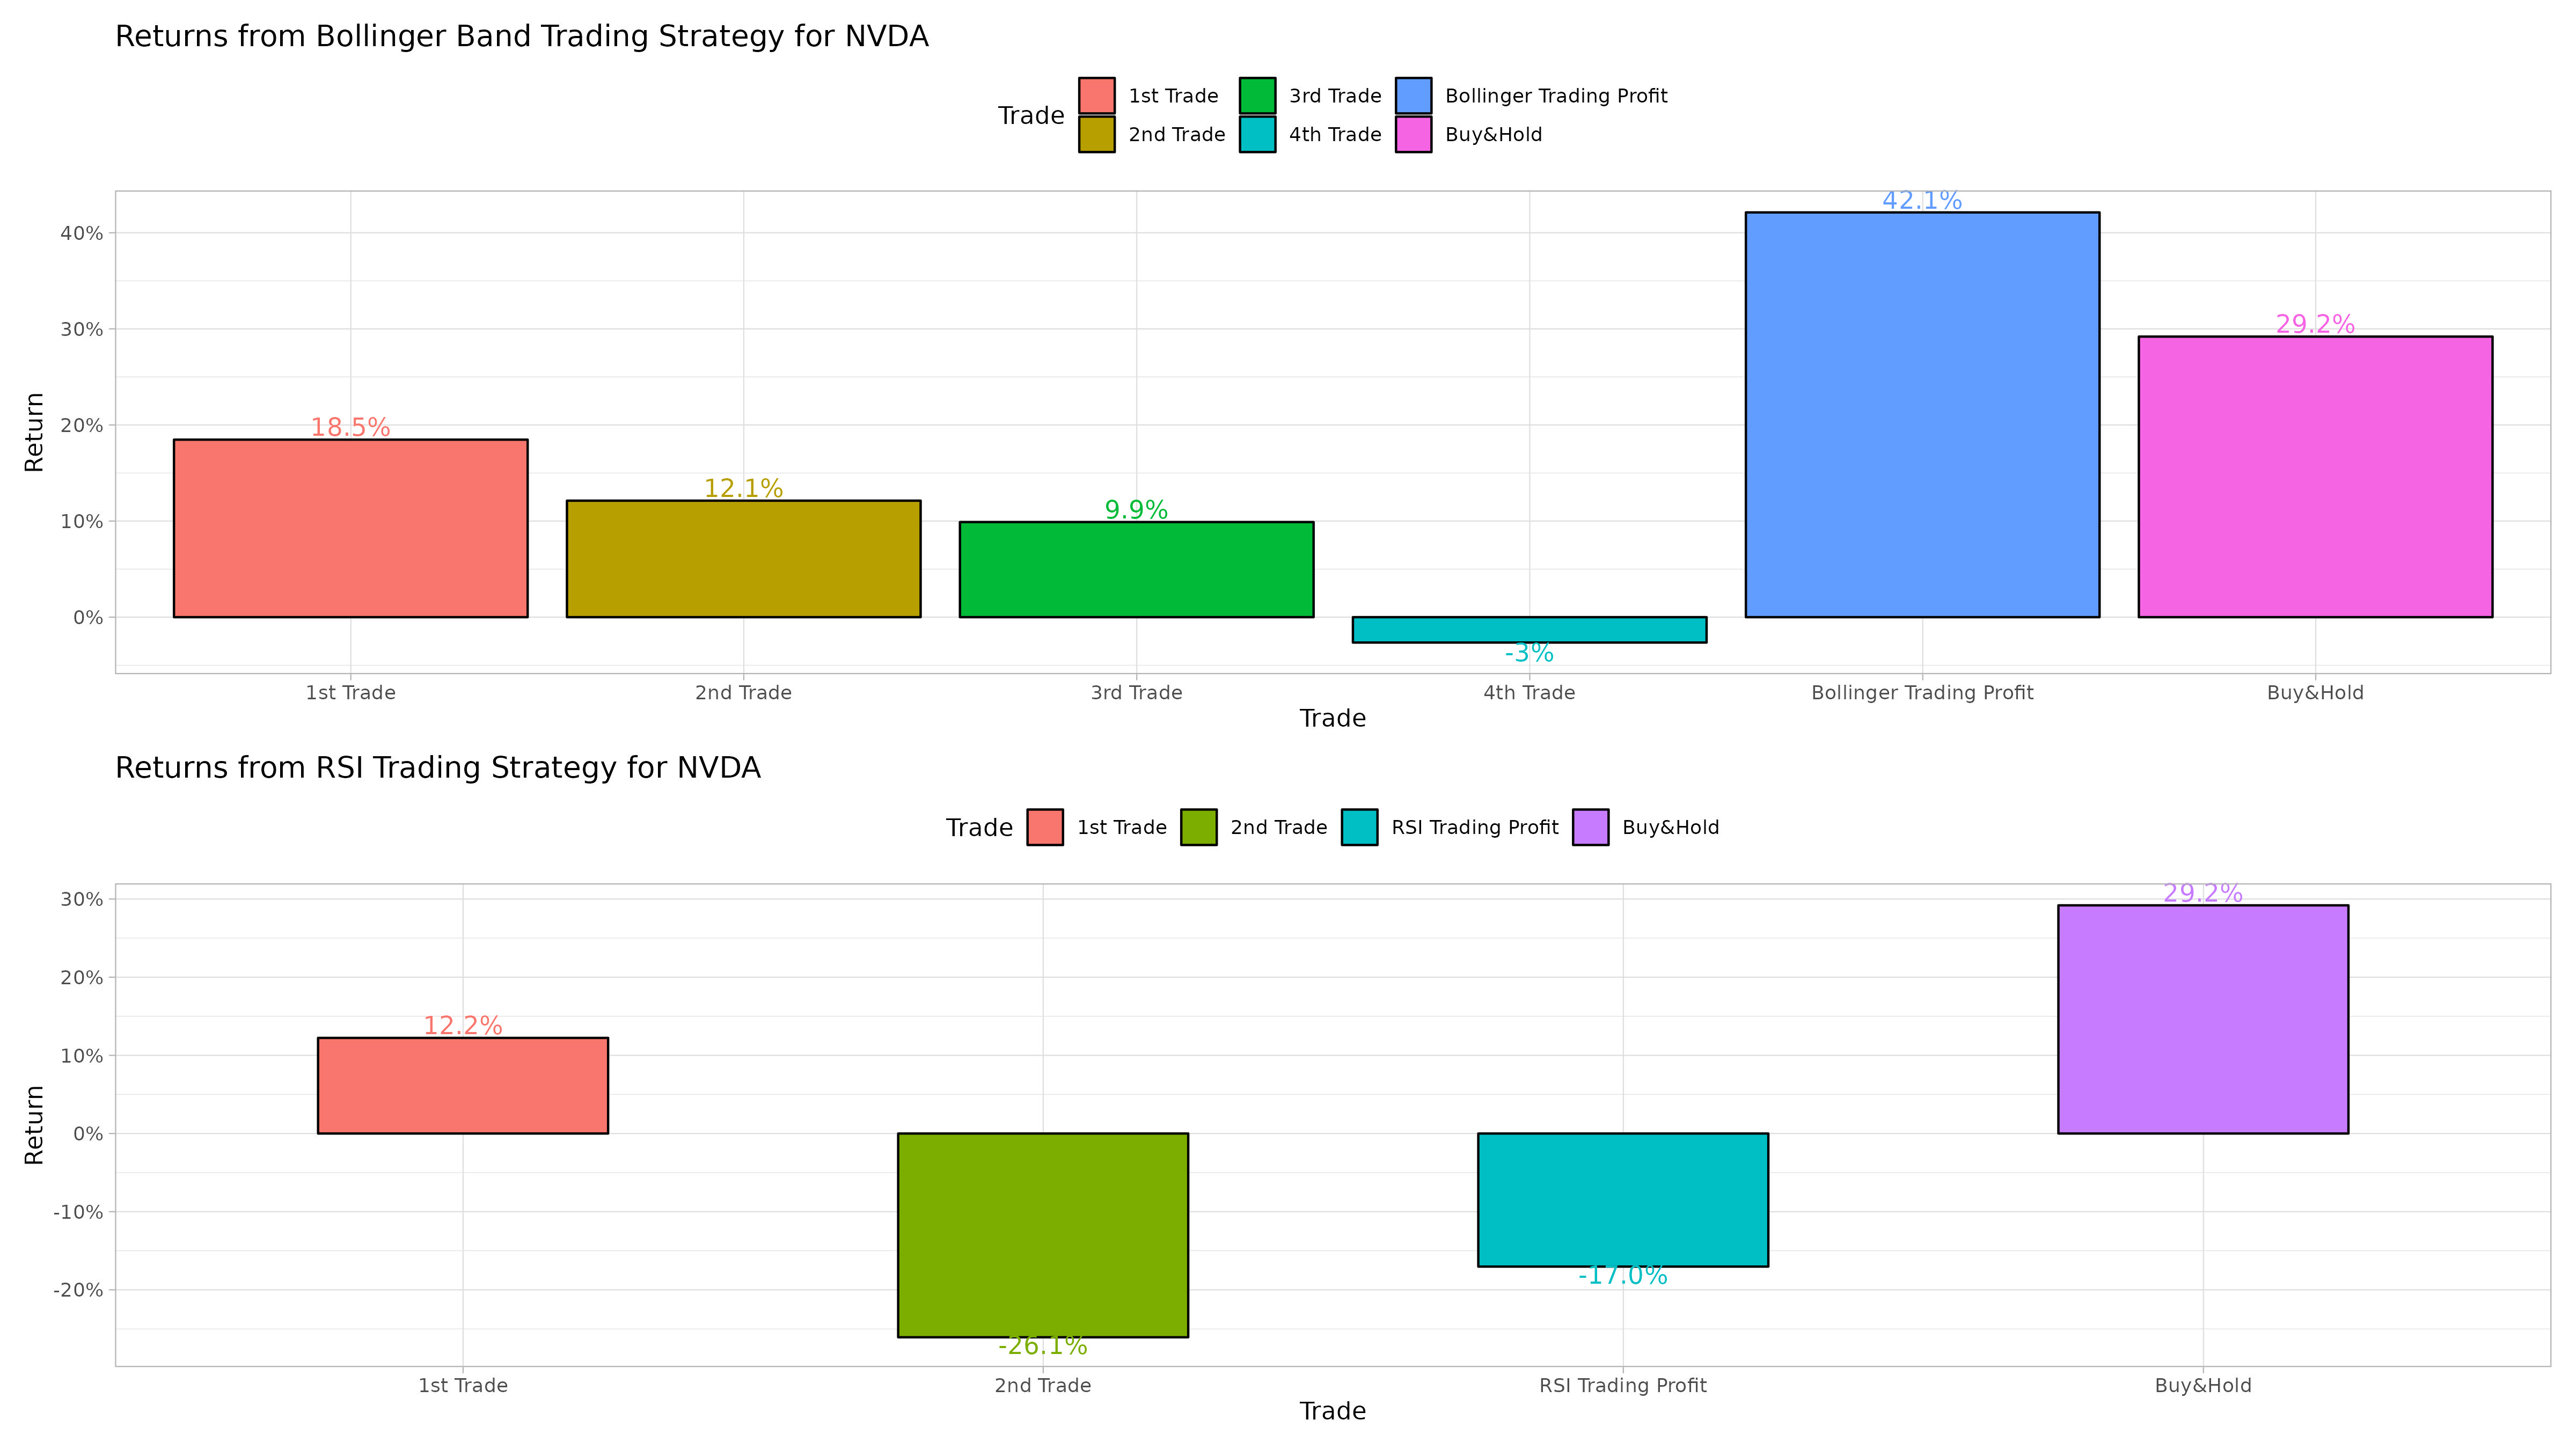 Returns from Bollinger Band Trading Strategy for NVDA
Trade
1st Trade 3rd Trade Bollinger Trading Profit
2nd Trade 4th Trade Buy&Hold
42.1%
40%
30%
29.2%
20%
18.5%
12.1%
10%
9.9%
0%
-3%
Return
1st Trade 2nd Trade 3rd Trade 4th Trade Bollinger Trading Profit Buy&Hold
Trade
Returns from RSI Trading Strategy for NVDA
Trade 1st Trade 2nd Trade RSI Trading Profit Buy&Hold
30%
29.2%
20%
12.2%
10%
0%
-10%
-17.0%
-20%
-26.1%
Return
1st Trade 2nd Trade RSI Trading Profit Buy&Hold
Trade